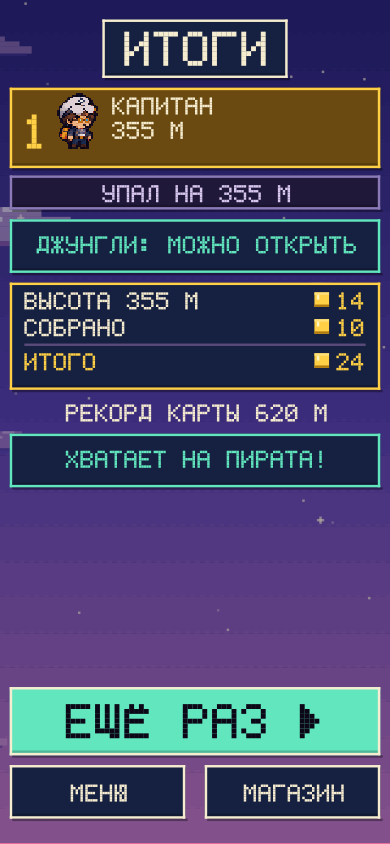 ИТОГИ
1
КАПИТАН
355 М
УПАЛ НА 355 М
ДЖУНГЛИ: МОЖНО ОТКРЫТЬ
ВЫСОТА 355 М 14
СОБРАНО 10
ИТОГО 24
РЕКОРД КАРТЫ 620 М
ХВАТАЕТ НА ПИРАТА!
ЕЩЁ РАЗ
МЕНЮ МАГАЗИН